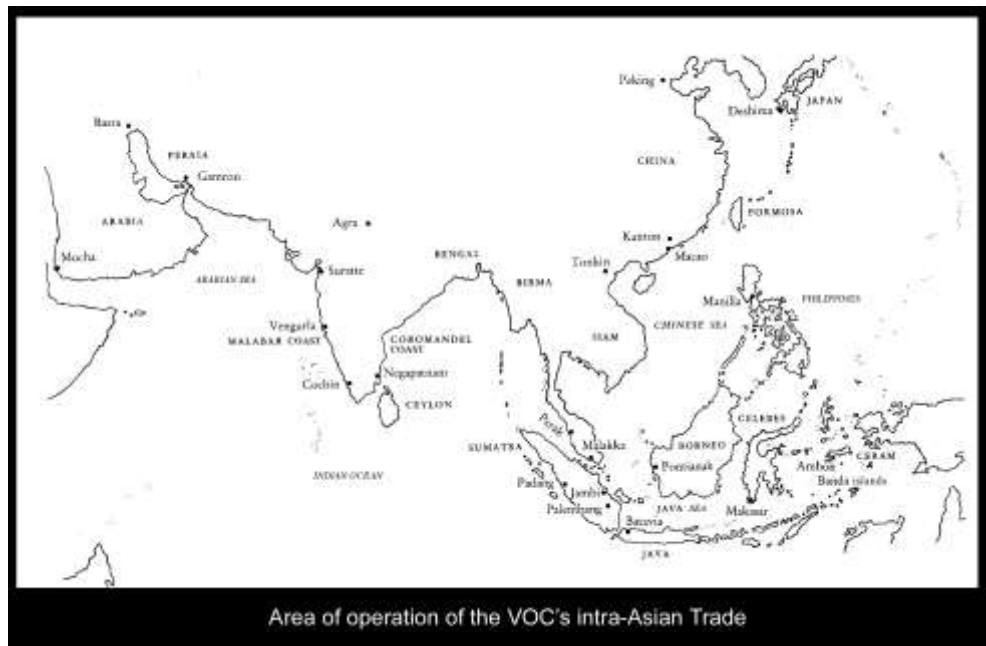 Peking
Deshima
JAPAN
Basra
PERSIA
Gamron
CHINA
ARABIA
Agra
FORMOSA
Kanton
Macao
Mocha
BENGAL
Tonkin
ARABIAN SEA
Suratte
BIRMA
Manilla
PHILIPPINES
Vengurla
MALABAR COAST
COROMANDEL
COAST
CHINESE SEA
SIAM
Negapatnam
Cochin
CEYLON
CELEBES
Perak
SUMATRA
Malakka
BORNEO
CERAM
INDIAN OCEAN
Pontianak
Ambon
Padang
Jambi
Banda islands
Palembang
JAVA SEA
Makassar
Batavia
JAVA
Area of operation of the VOC's intra-Asian Trade